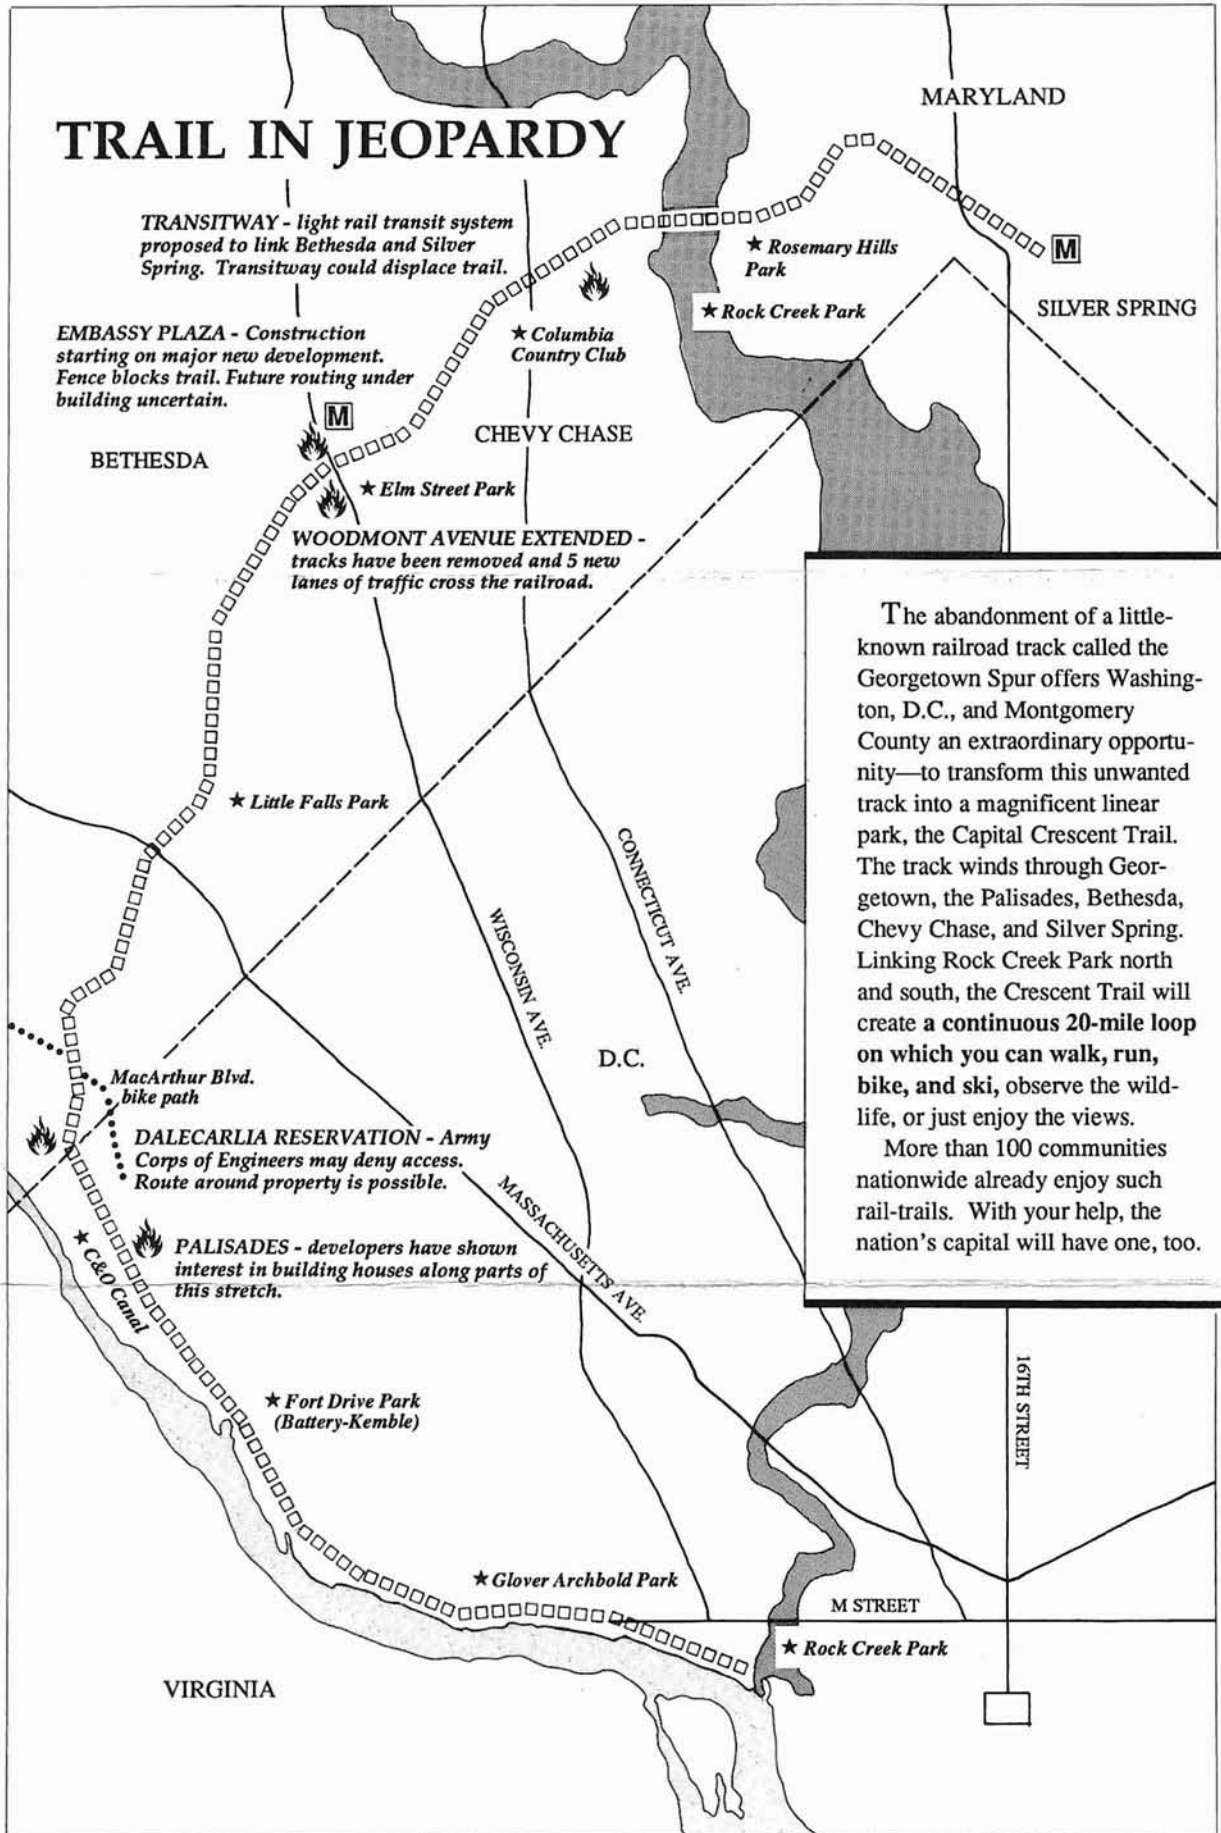 MARYLAND
TRAIL IN JEOPARDY
TRANSITWAY - light rail transit system
proposed to link Bethesda and Silver
Spring. Transitway could displace trail.
★ Rosemary Hills
Park
M
SILVER SPRING
★ Rock Creek Park
EMBASSY PLAZA - Construction
starting on major new development.
Fence blocks trail. Future routing under
building uncertain.
★ Columbia
Country Club
M
CHEVY CHASE
BETHESDA
★ Elm Street Park
WOODMONT AVENUE EXTENDED -
tracks have been removed and 5 new
lanes of traffic cross the railroad.
The abandonment of a little-
known railroad track called the
Georgetown Spur offers Washing-
ton, D.C., and Montgomery
County an extraordinary opportu-
nity—to transform this unwanted
track into a magnificent linear
park, the Capital Crescent Trail.
The track winds through Geor-
getown, the Palisades, Bethesda,
Chevy Chase, and Silver Spring.
Linking Rock Creek Park north
and south, the Crescent Trail will
create a continuous 20-mile loop
on which you can walk, run,
bike, and ski, observe the wild-
life, or just enjoy the views.
More than 100 communities
nationwide already enjoy such
rail-trails. With your help, the
nation's capital will have one, too.
★ Little Falls Park
CONNECTICUT AVE.
WISCONSIN AVE.
D.C.
MacArthur Blvd.
bike path
DALECARLIA RESERVATION - Army
Corps of Engineers may deny access.
Route around property is possible.
MASSACHUSETTS AVE.
★ C&O Canal
PALISADES - developers have shown
interest in building houses along parts of
this stretch.
16TH STREET
★ Fort Drive Park
(Battery-Kemble)
★ Glover Archbold Park
M STREET
★ Rock Creek Park
VIRGINIA